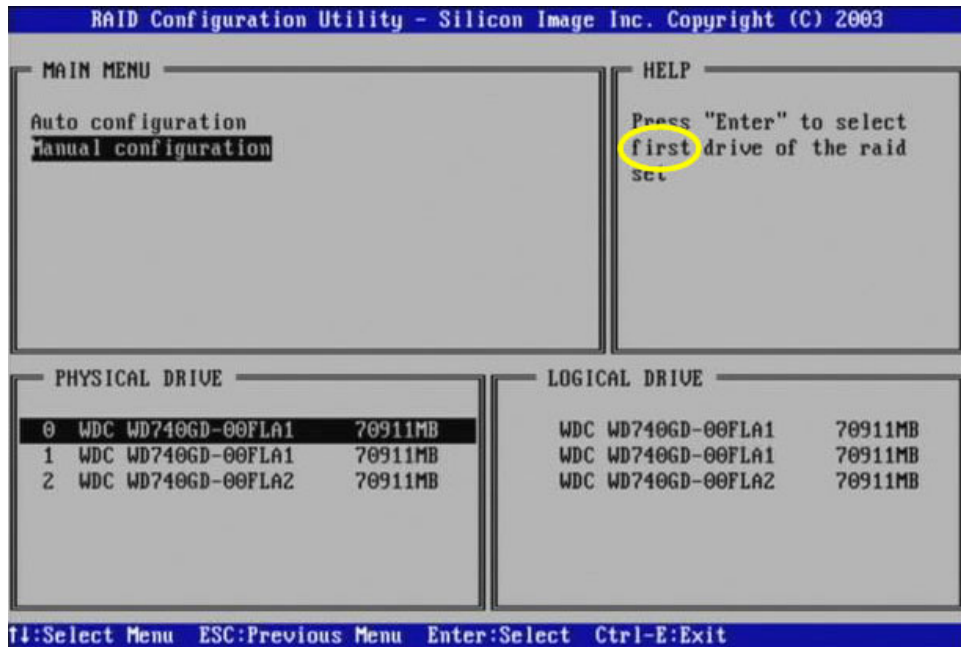 RAID Configuration Utility - Silicon Image Inc. Copyright (C) 2003
MAIN MENU
Auto configuration
Manual configuration
HELP
Press "Enter" to select
first drive of the raid
set
PHYSICAL DRIVE
0 WDC WD740GD-00FLA1 70911MB
1 WDC WD740GD-00FLA1 70911MB
2 WDC WD740GD-00FLA2 70911MB
LOGICAL DRIVE
WDC WD740GD-00FLA1 70911MB
WDC WD740GD-00FLA1 70911MB
WDC WD740GD-00FLA2 70911MB
↑↓:Select Menu ESC:Previous Menu Enter:Select Ctrl-E:Exit